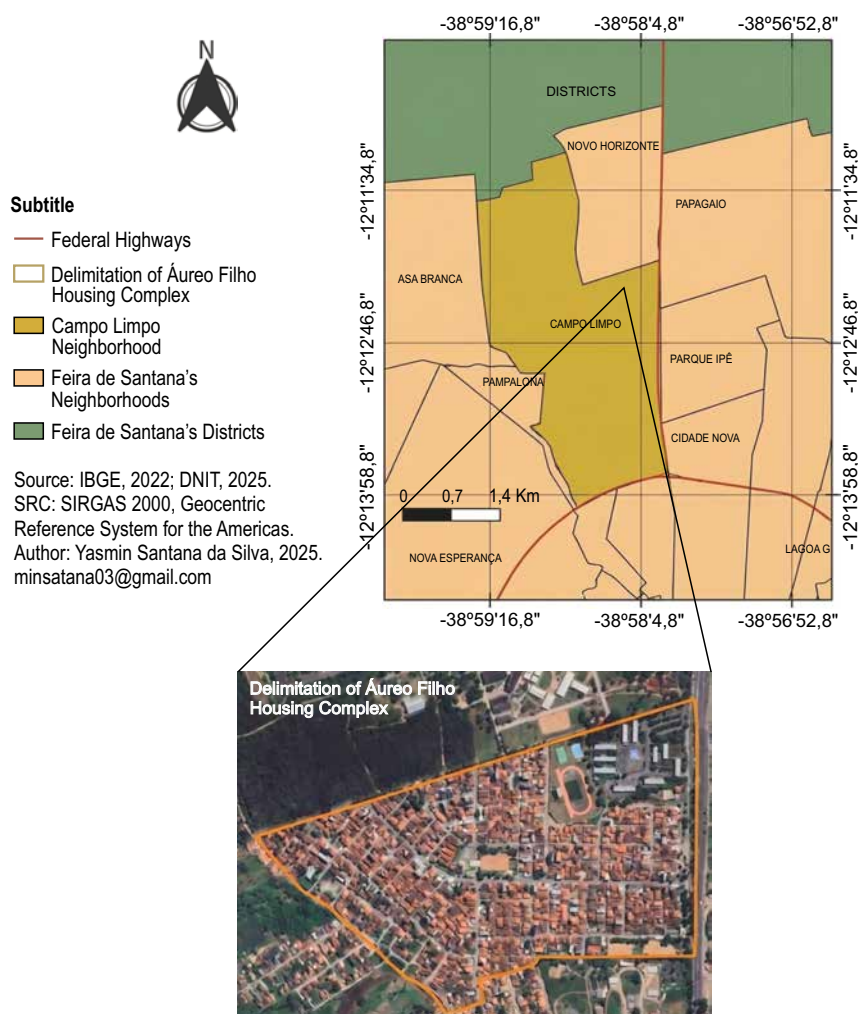 N
Subtitle
Federal Highways
Delimitation of Áureo Filho
Housing Complex
Campo Limpo
Neighborhood
Feira de Santana's
Neighborhoods
Feira de Santana's Districts
Source: IBGE, 2022; DNIT, 2025.
SRC: SIRGAS 2000, Geocentric
Reference System for the Americas.
Author: Yasmin Santana da Silva, 2025.
minsatana03@gmail.com
-38º59'16,8" -38º58'4,8" -38º56'52,8"
-12º11'34,8"
-12º12'46,8"
-12º13'58,8"
DISTRICTS
NOVO HORIZONTE
PAPAGAIO
ASA BRANCA
CAMPO LIMPO
PARQUE IPÊ
PAMPALONA
CIDADE NOVA
0 0,7 1,4 Km
NOVA ESPERANÇA
LAGOA G
-12º11'34,8"
-12º12'46,8"
-12º13'58,8"
-38º59'16,8" -38º58'4,8" -38º56'52,8"
Delimitation of Áureo Filho
Housing Complex